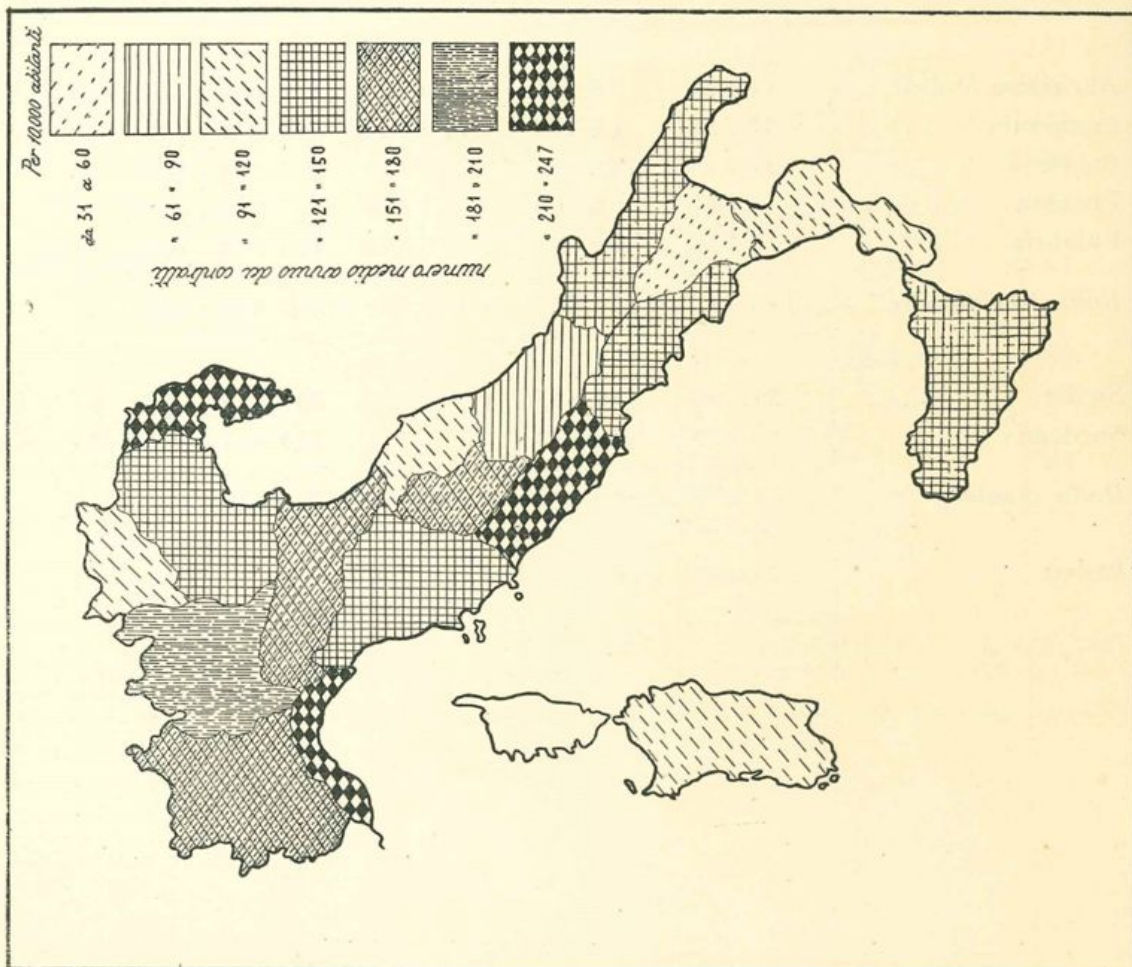 Per 10.000 abitanti
da 31 a 60
" 61 " 90
" 91 " 120
" 121 " 150
" 151 " 180
" 181 " 210
" 210 " 247
numero medio annuo dei contratti